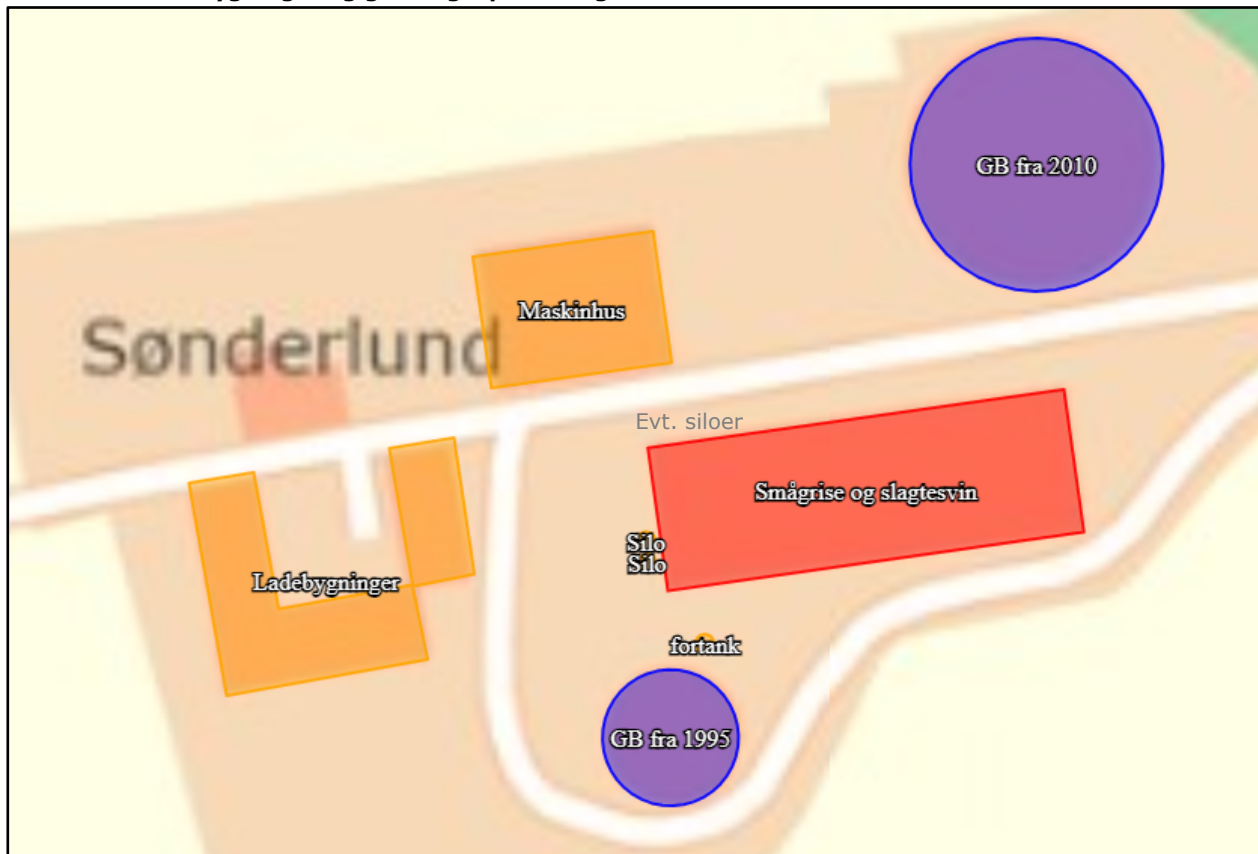 GB fra 2010
Maskinhus
Sønderlund
Evt. siloer
Smågrise og slagtesvin
Silo
Silo
Ladebygninger
fortank
GB fra 1995